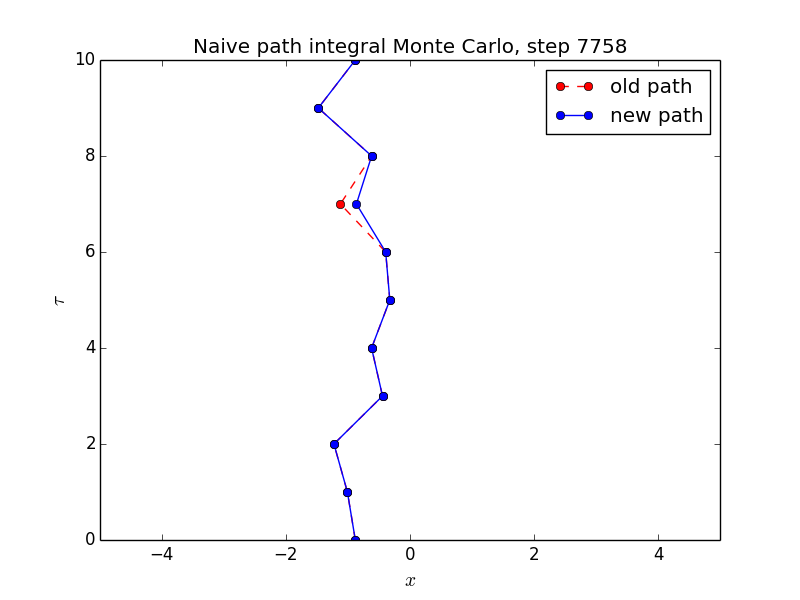 Naive path integral Monte Carlo, step 7758
10
old path
new path
8
6
τ
4
2
0
−4 −2 0 2 4
x